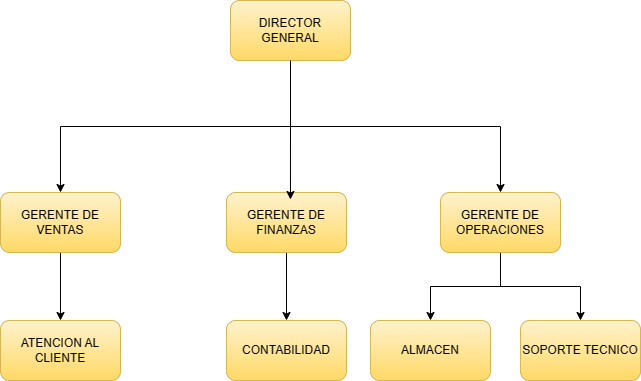 DIRECTOR
GENERAL
GERENTE DE
VENTAS
GERENTE DE
FINANZAS
GERENTE DE
OPERACIONES
ATENCION AL
CLIENTE
CONTABILIDAD
ALMACEN
SOPORTE TECNICO